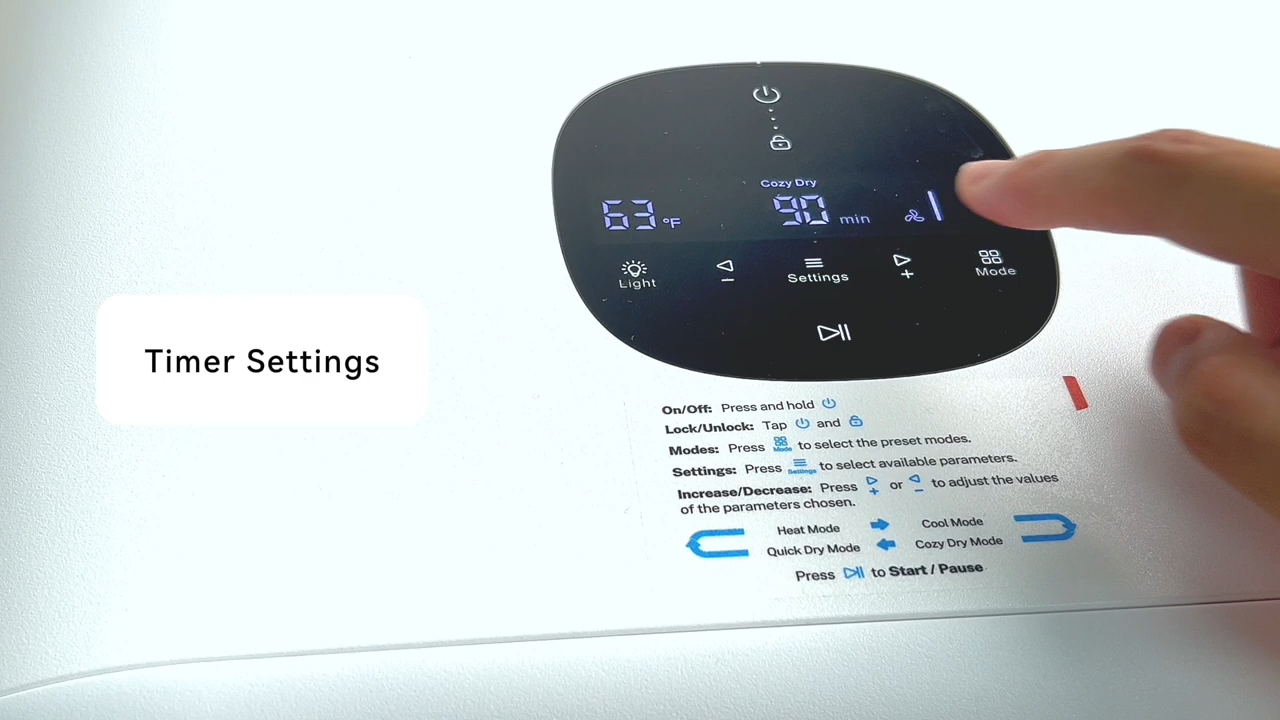 Cozy Dry
63 °F
90 min
Light
−
Settings
+
Mode
Timer Settings
On/Off: Press and hold
Lock/Unlock: Tap and
Modes: Press Mode to select the preset modes.
Settings: Press Settings to select available parameters.
Increase/Decrease: Press + or − to adjust the values
of the parameters chosen.
Heat Mode Cool Mode
Quick Dry Mode Cozy Dry Mode
Press to Start / Pause